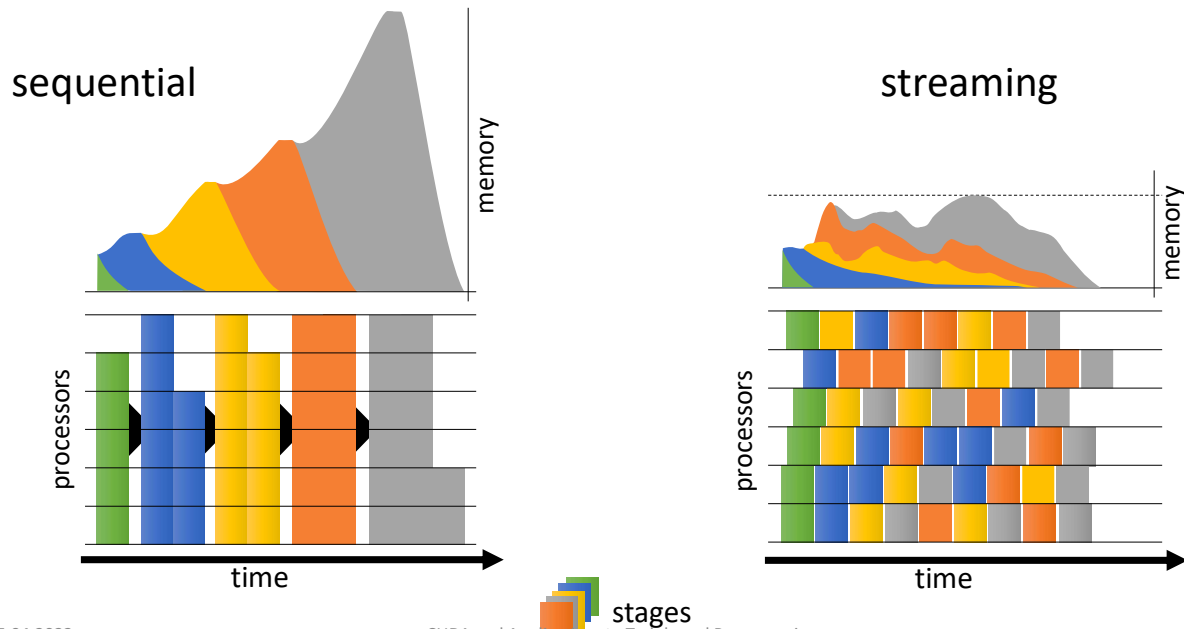 sequential
streaming
memory
memory
processors
processors
time
time
stages